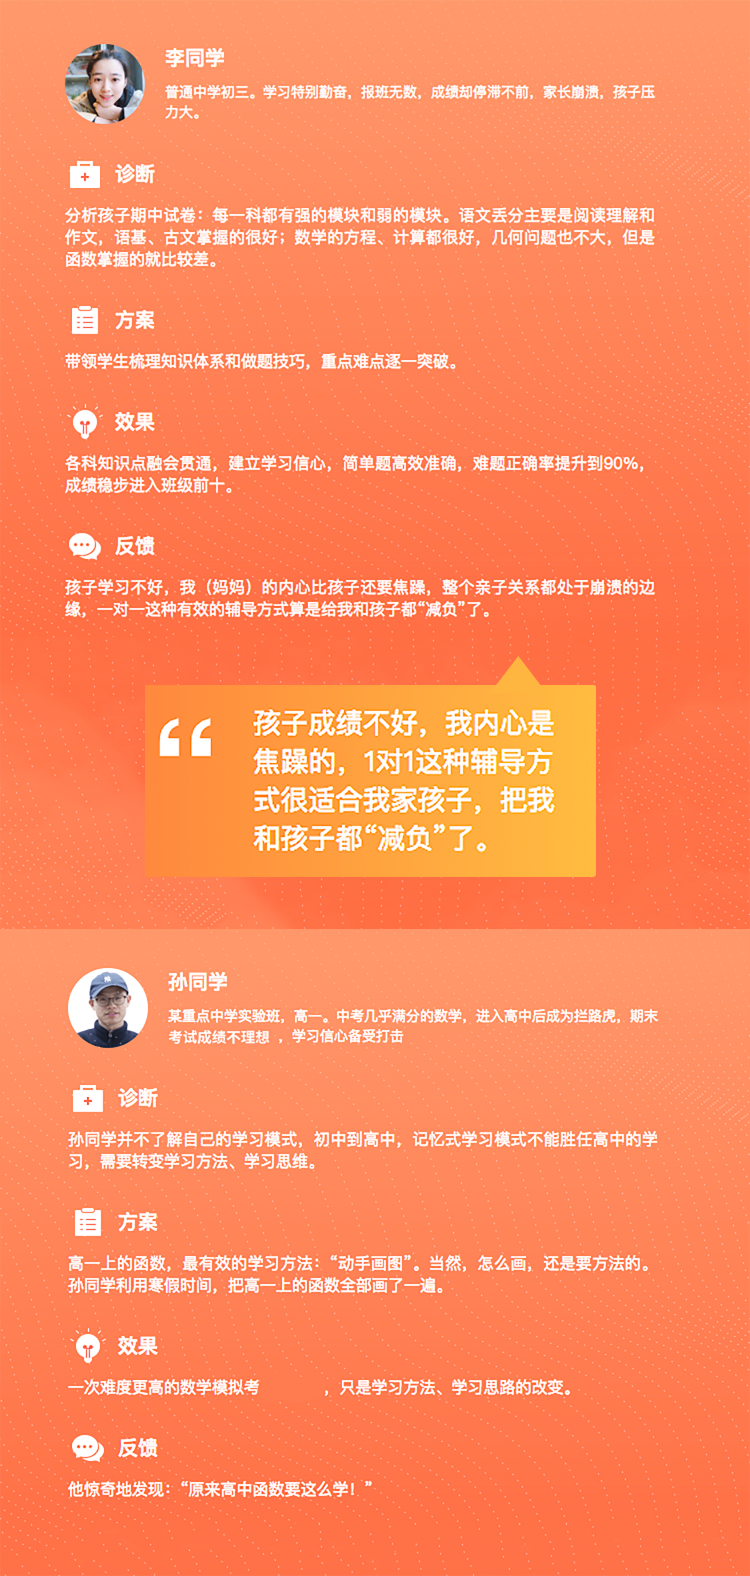 李同学
普通中学初三。学习特别勤奋，报班无数，成绩却停滞不前，家长崩溃，孩子压
力大。
诊断
分析孩子期中试卷：每一科都有强的模块和弱的模块。语文丢分主要是阅读理解和
作文，语基、古文掌握的很好；数学的方程、计算都很好，几何问题也不大，但是
函数掌握的就比较差。
方案
带领学生梳理知识体系和做题技巧，重点难点逐一突破。
效果
各科知识点融会贯通，建立学习信心，简单题高效准确，难题正确率提升到90%，
成绩稳步进入班级前十。
反馈
孩子学习不好，我（妈妈）的内心比孩子还要焦躁，整个亲子关系都处于崩溃的边
缘，一对一这种有效的辅导方式算是给我和孩子都“减负”了。
“
孩子成绩不好，我内心是
焦躁的，1对1这种辅导方
式很适合我家孩子，把我
和孩子都“减负”了。
孙同学
某重点中学实验班，高一。中考几乎满分的数学，进入高中后成为拦路虎，期末
考试成绩不理想 ，学习信心备受打击
诊断
孙同学并不了解自己的学习模式，初中到高中，记忆式学习模式不能胜任高中的学
习，需要转变学习方法、学习思维。
方案
高一上的函数，最有效的学习方法：“动手画图”。当然，怎么画，还是要方法的。
孙同学利用寒假时间，把高一上的函数全部画了一遍。
效果
一次难度更高的数学模拟考 ，只是学习方法、学习思路的改变。
反馈
他惊奇地发现：“原来高中函数要这么学！”